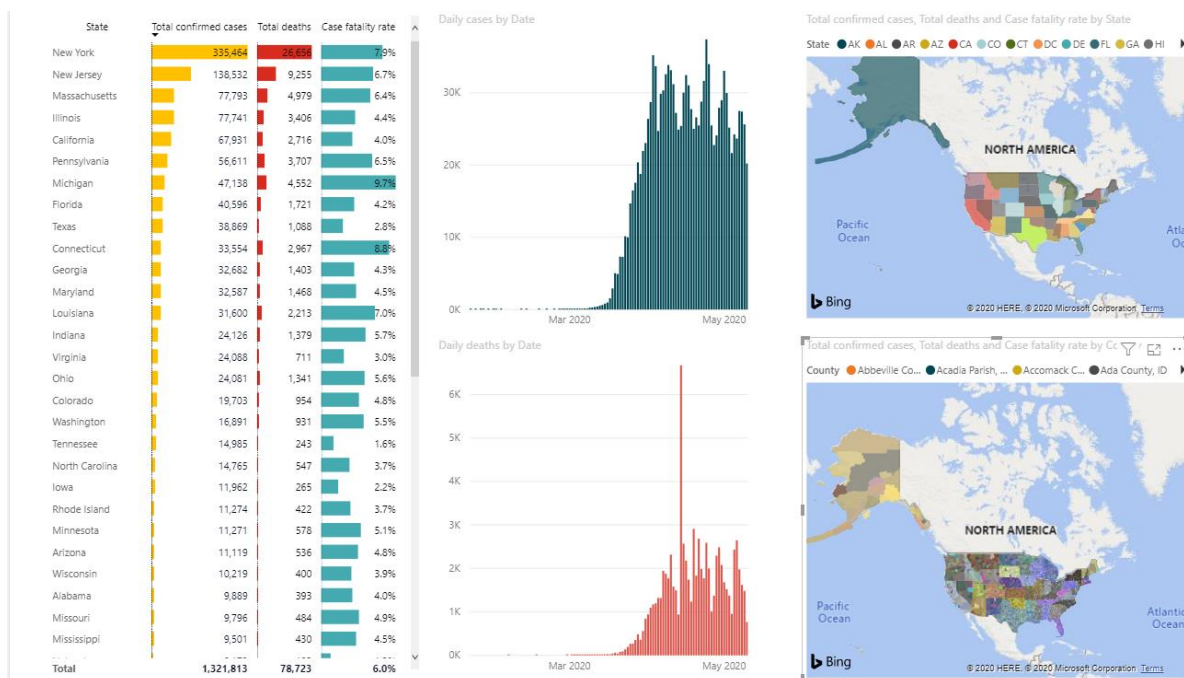 State Total confirmed cases Total deaths Case fatality rate
New York 335,464 26,656 7.9%
New Jersey 138,532 9,255 6.7%
Massachusetts 77,793 4,979 6.4%
Illinois 77,741 3,406 4.4%
California 67,931 2,716 4.0%
Pennsylvania 56,611 3,707 6.5%
Michigan 47,138 4,552 9.7%
Florida 40,596 1,721 4.2%
Texas 38,869 1,088 2.8%
Connecticut 33,554 2,967 8.8%
Georgia 32,682 1,403 4.3%
Maryland 32,587 1,468 4.5%
Louisiana 31,600 2,213 7.0%
Indiana 24,126 1,379 5.7%
Virginia 24,088 711 3.0%
Ohio 24,081 1,341 5.6%
Colorado 19,703 954 4.8%
Washington 16,891 931 5.5%
Tennessee 14,985 243 1.6%
North Carolina 14,765 547 3.7%
Iowa 11,962 265 2.2%
Rhode Island 11,274 422 3.7%
Minnesota 11,271 578 5.1%
Arizona 11,119 536 4.8%
Wisconsin 10,219 400 3.9%
Alabama 9,889 393 4.0%
Missouri 9,796 484 4.9%
Mississippi 9,501 430 4.5%
Total 1,321,813 78,723 6.0%
Daily cases by Date
30K
20K
10K
0K
Mar 2020 May 2020
Daily deaths by Date
6K
5K
4K
3K
2K
1K
0K
Mar 2020 May 2020
Total confirmed cases, Total deaths and Case fatality rate by State
State AK AL AR AZ CA CO CT DC DE FL GA HI
NORTH AMERICA
Pacific
Ocean
Atla
Oc
Bing
© 2020 HERE, © 2020 Microsoft Corporation Terms
Total confirmed cases, Total deaths and Case fatality rate by Co
County Abbeville Co... Acadia Parish, ... Accomack C... Ada County, ID
NORTH AMERICA
Pacific
Ocean
Atlantic
Ocean
Bing
© 2020 HERE, © 2020 Microsoft Corporation Terms